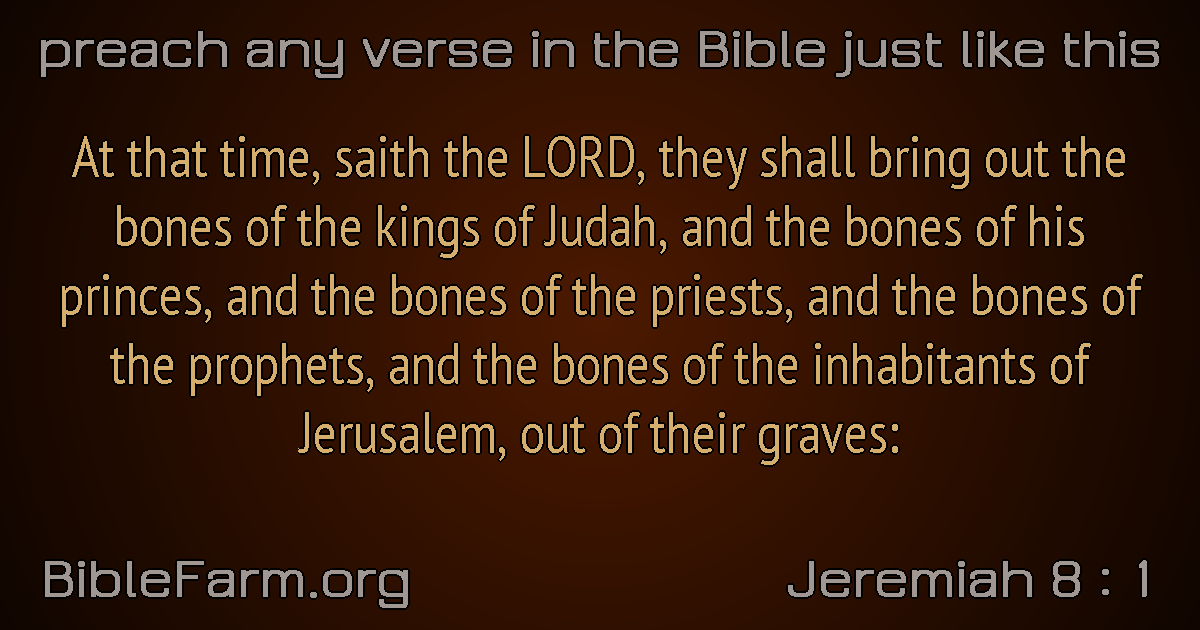 preach any verse in the Bible just like this
At that time, saith the LORD, they shall bring out the
bones of the kings of Judah, and the bones of his
princes, and the bones of the priests, and the bones of
the prophets, and the bones of the inhabitants of
Jerusalem, out of their graves:
BibleFarm.org
Jeremiah 8 : 1